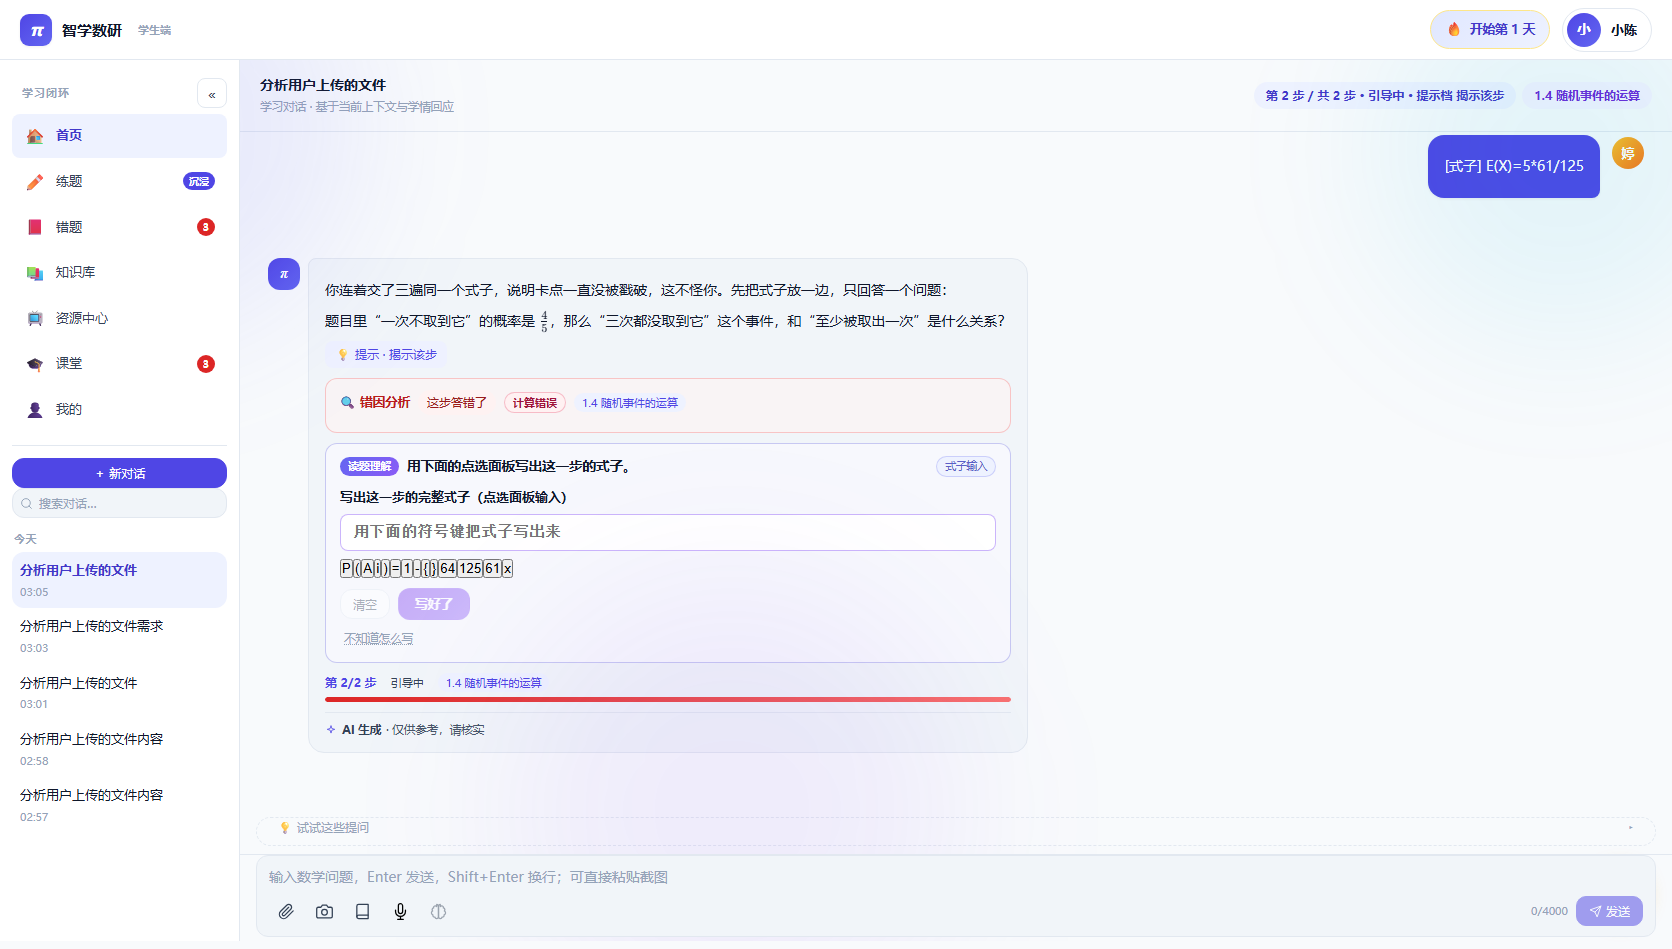 π 智学数研 学生端
🔥 开始第 1 天
小 小陈
学习闭环 «
首页
练题 沉浸
错题 3
知识库
资源中心
课堂 3
我的
+ 新对话
搜索对话...
今天
分析用户上传的文件
03:05
分析用户上传的文件需求
03:03
分析用户上传的文件
03:01
分析用户上传的文件内容
02:58
分析用户上传的文件内容
02:57
分析用户上传的文件
学习对话 · 基于当前上下文与学情回应
第 2 步 / 共 2 步 • 引导中 • 提示档 揭示该步
1.4 随机事件的运算
[式子] E(X)=5*61/125
婷
π
你连着交了三遍同一个式子，说明卡点一直没被戳破，这不怪你。先把式子放一边，只回答一个问题：
题目里“一次不取到它”的概率是 4/5，那么“三次都没取到它”这个事件，和“至少被取出一次”是什么关系？
💡 提示 · 揭示该步
🔍 错因分析 这步答错了 计算错误 1.4 随机事件的运算
读题理解 用下面的点选面板写出这一步的式子。 式子输入
写出这一步的完整式子（点选面板输入）
用下面的符号键把式子写出来
P ( A i ) = 1 - { } 64 125 61 x
清空 写好了
不知道怎么写
第 2/2 步 引导中 1.4 随机事件的运算
AI 生成 · 仅供参考，请核实
💡 试试这些提问
输入数学问题，Enter 发送，Shift+Enter 换行；可直接粘贴截图
0/4000 发送